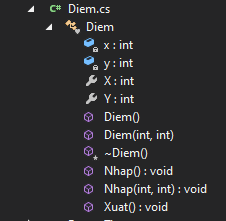 Diem.cs
Diem
x : int
y : int
X : int
Y : int
Diem()
Diem(int, int)
~Diem()
Nhap() : void
Nhap(int, int) : void
Xuat() : void